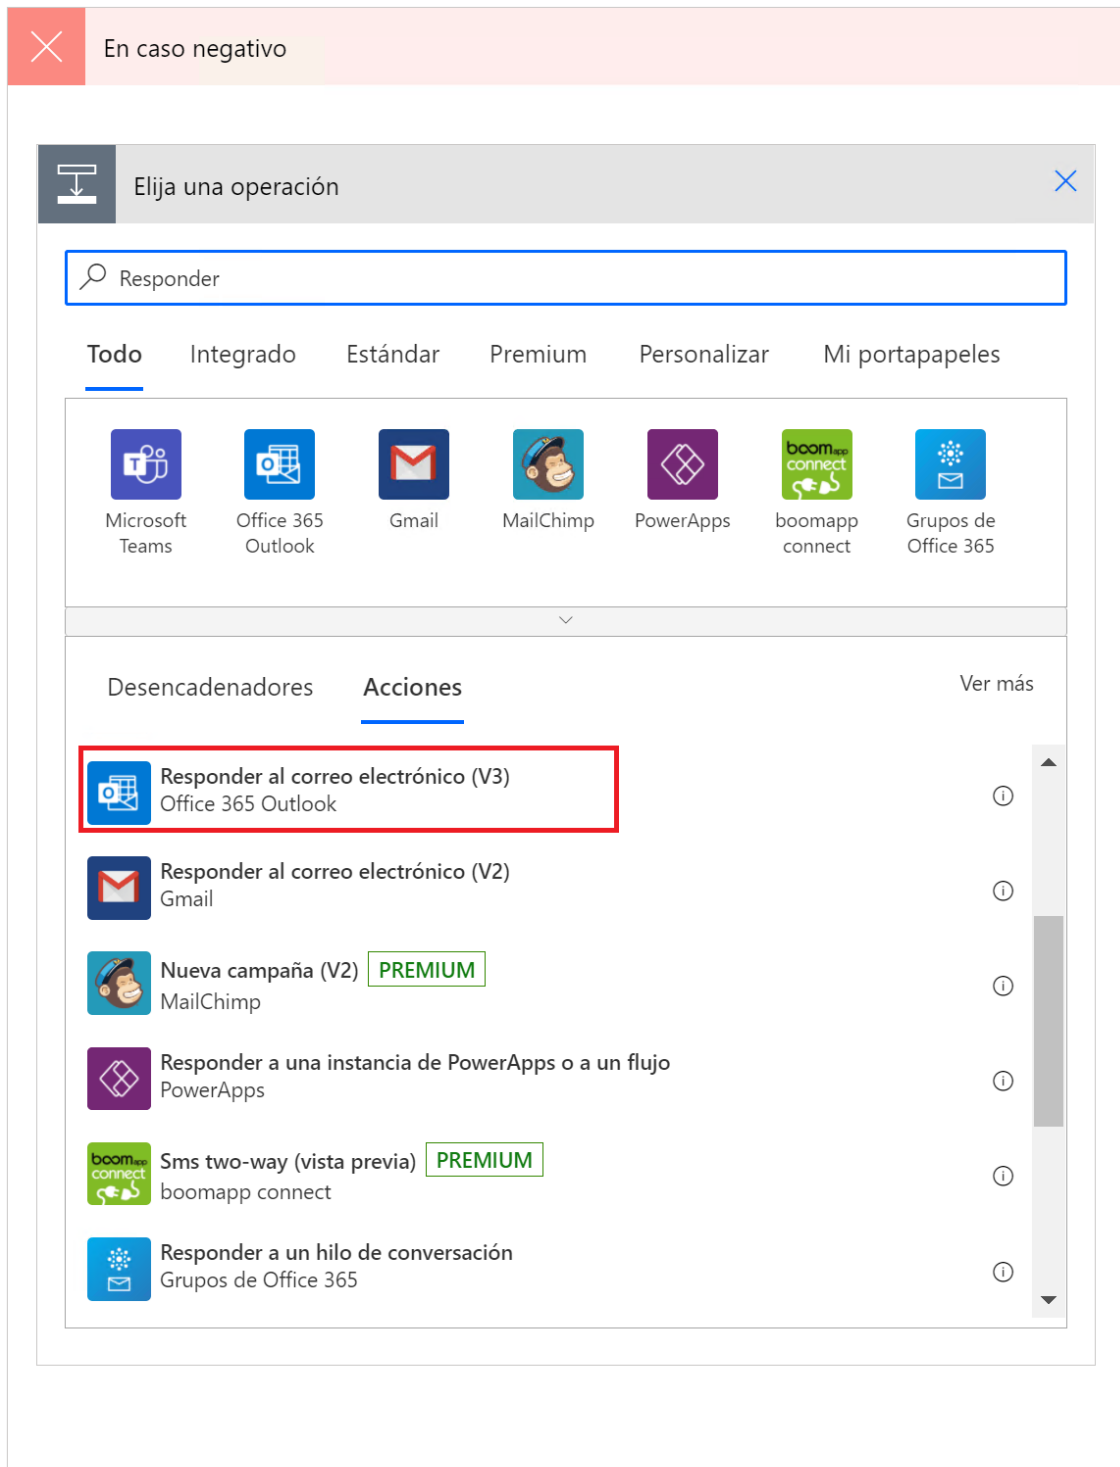 En caso negativo
Elija una operación
Responder
Todo Integrado Estándar Premium Personalizar Mi portapapeles
boomapp
connect
Microsoft Teams
Office 365 Outlook
Gmail
MailChimp
PowerApps
boomapp connect
Grupos de Office 365
Desencadenadores Acciones Ver más
Responder al correo electrónico (V3)
Office 365 Outlook
Responder al correo electrónico (V2)
Gmail
Nueva campaña (V2) PREMIUM
MailChimp
Responder a una instancia de PowerApps o a un flujo
PowerApps
boomapp
connect
Sms two-way (vista previa) PREMIUM
boomapp connect
Responder a un hilo de conversación
Grupos de Office 365